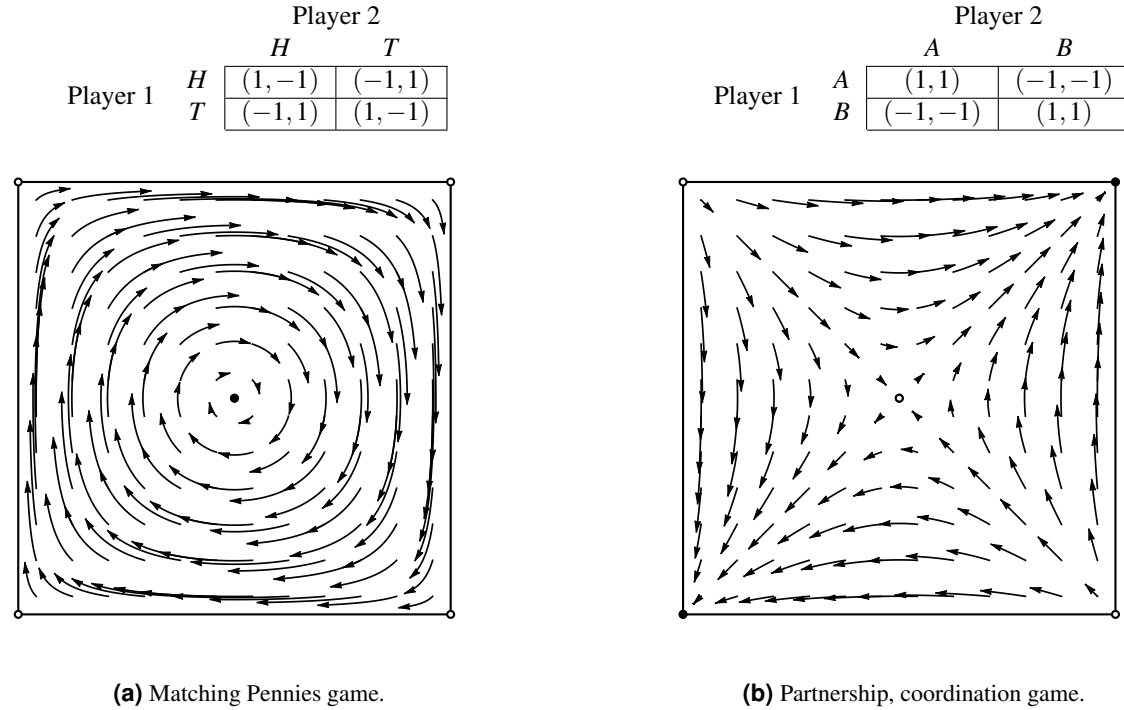 Player 2
H T
Player 1 H (1,−1) (−1,1)
T (−1,1) (1,−1)
(a) Matching Pennies game.
Player 2
A B
Player 1 A (1,1) (−1,−1)
B (−1,−1) (1,1)
(b) Partnership, coordination game.